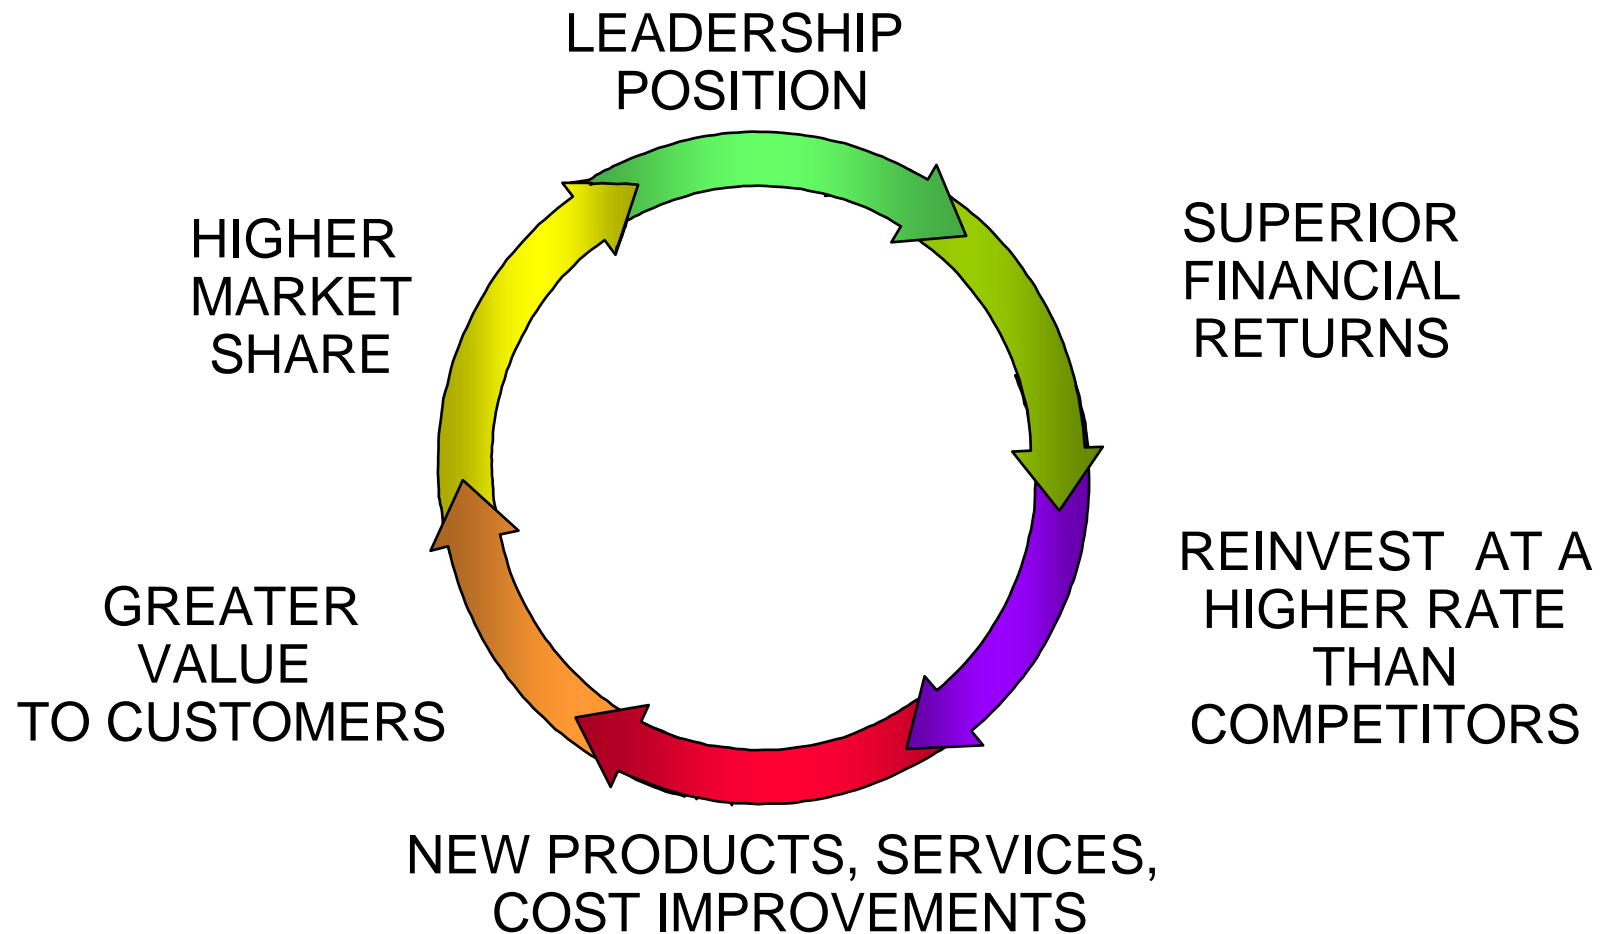 LEADERSHIP
POSITION
SUPERIOR
FINANCIAL
RETURNS
REINVEST  AT A
HIGHER RATE
THAN
COMPETITORS
NEW PRODUCTS, SERVICES,
COST IMPROVEMENTS
GREATER
VALUE
TO CUSTOMERS
HIGHER
MARKET
SHARE